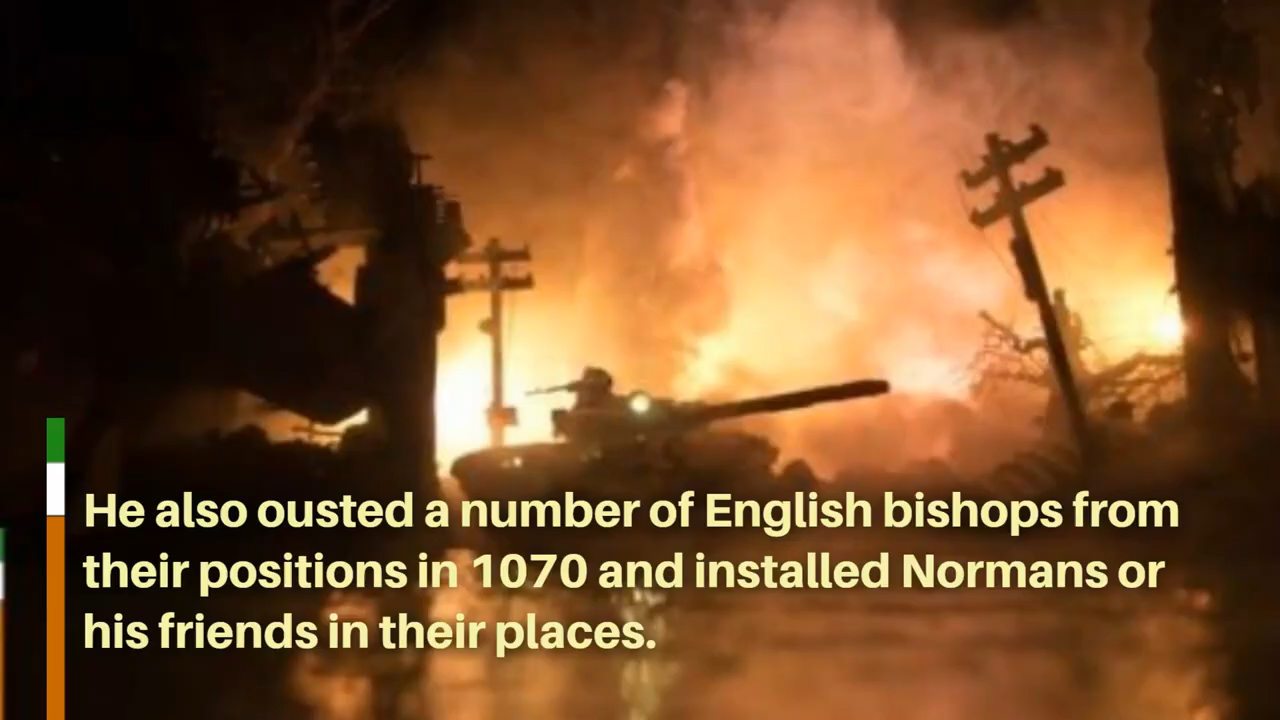 He also ousted a number of English bishops from
their positions in 1070 and installed Normans or
his friends in their places.